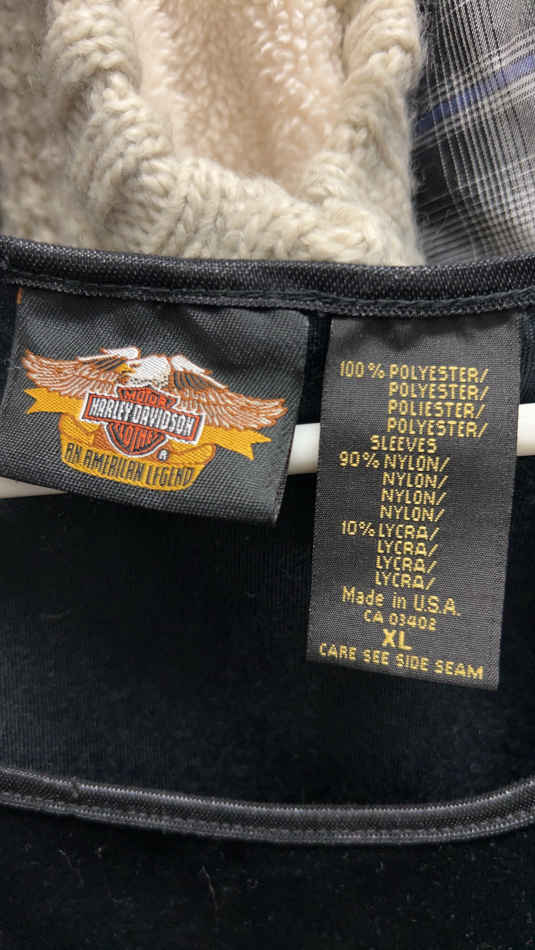 MOTOR
HARLEY-DAVIDSON
CLOTHES
®
AN AMERICAN LEGEND
100% POLYESTER/
POLYESTER/
POLIESTER/
POLYESTER/
SLEEVES
90% NYLON/
NYLON/
NYLON/
NYLON/
10% LYCRA/
LYCRA/
LYCRA/
LYCRA/
Made in U.S.A.
CA 03402
XL
CARE SEE SIDE SEAM